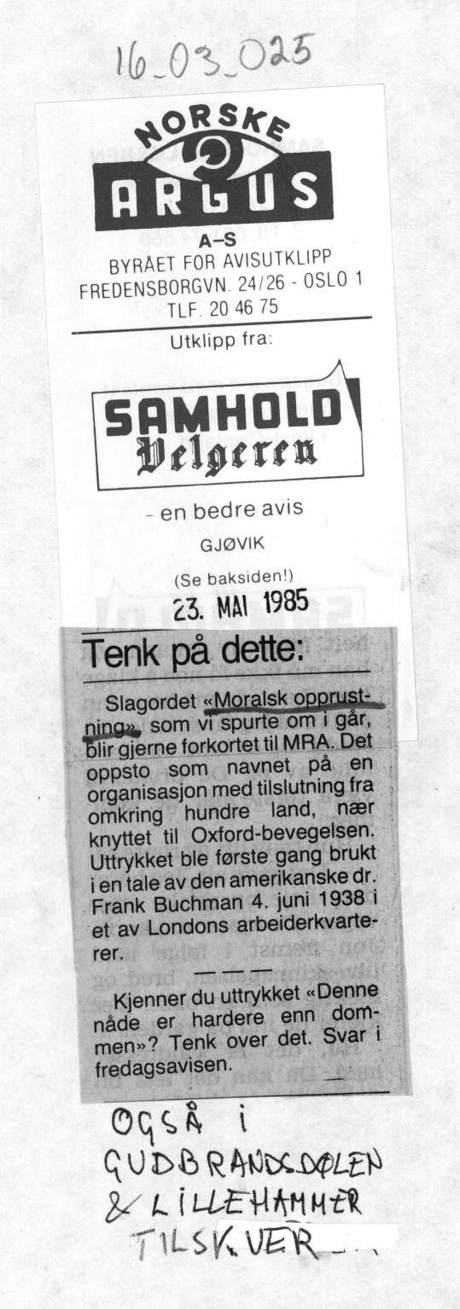 16_03_025
NORSKE
ARGUS
A–S
BYRÅET FOR AVISUTKLIPP
FREDENSBORGVN. 24/26 - OSLO 1
TLF. 20 46 75
Utklipp fra:
SAMHOLD
Velgeren
- en bedre avis
GJØVIK
(Se baksiden!)
23. MAI 1985
Tenk på dette:
Slagordet «Moralsk opprust-
ning», som vi spurte om i går,
blir gjerne forkortet til MRA. Det
oppsto som navnet på en
organisasjon med tilslutning fra
omkring hundre land, nær
knyttet til Oxford-bevegelsen.
Uttrykket ble første gang brukt
i en tale av den amerikanske dr.
Frank Buchman 4. juni 1938 i
et av Londons arbeiderkvarte-
rer.
Kjenner du uttrykket «Denne
nåde er hardere enn dom-
men»? Tenk over det. Svar i
fredagsavisen.
OGSÅ i
GUDBRANDSDØLEN
& LILLEHAMMER